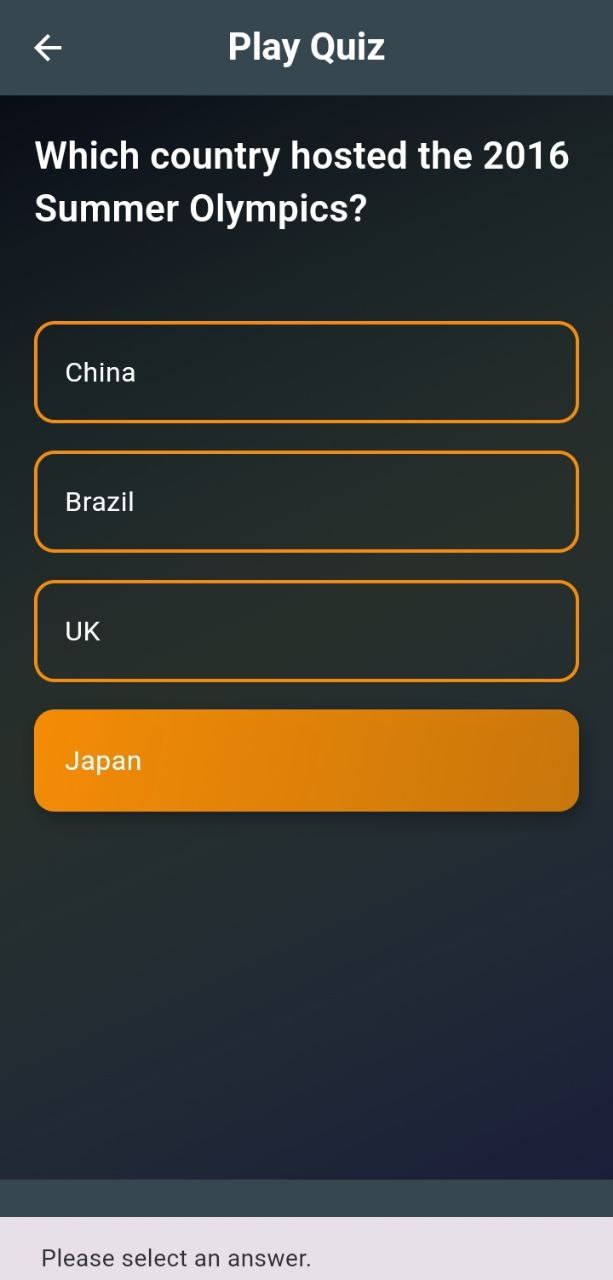 Play Quiz
Which country hosted the 2016
Summer Olympics?
China
Brazil
UK
Japan
Please select an answer.